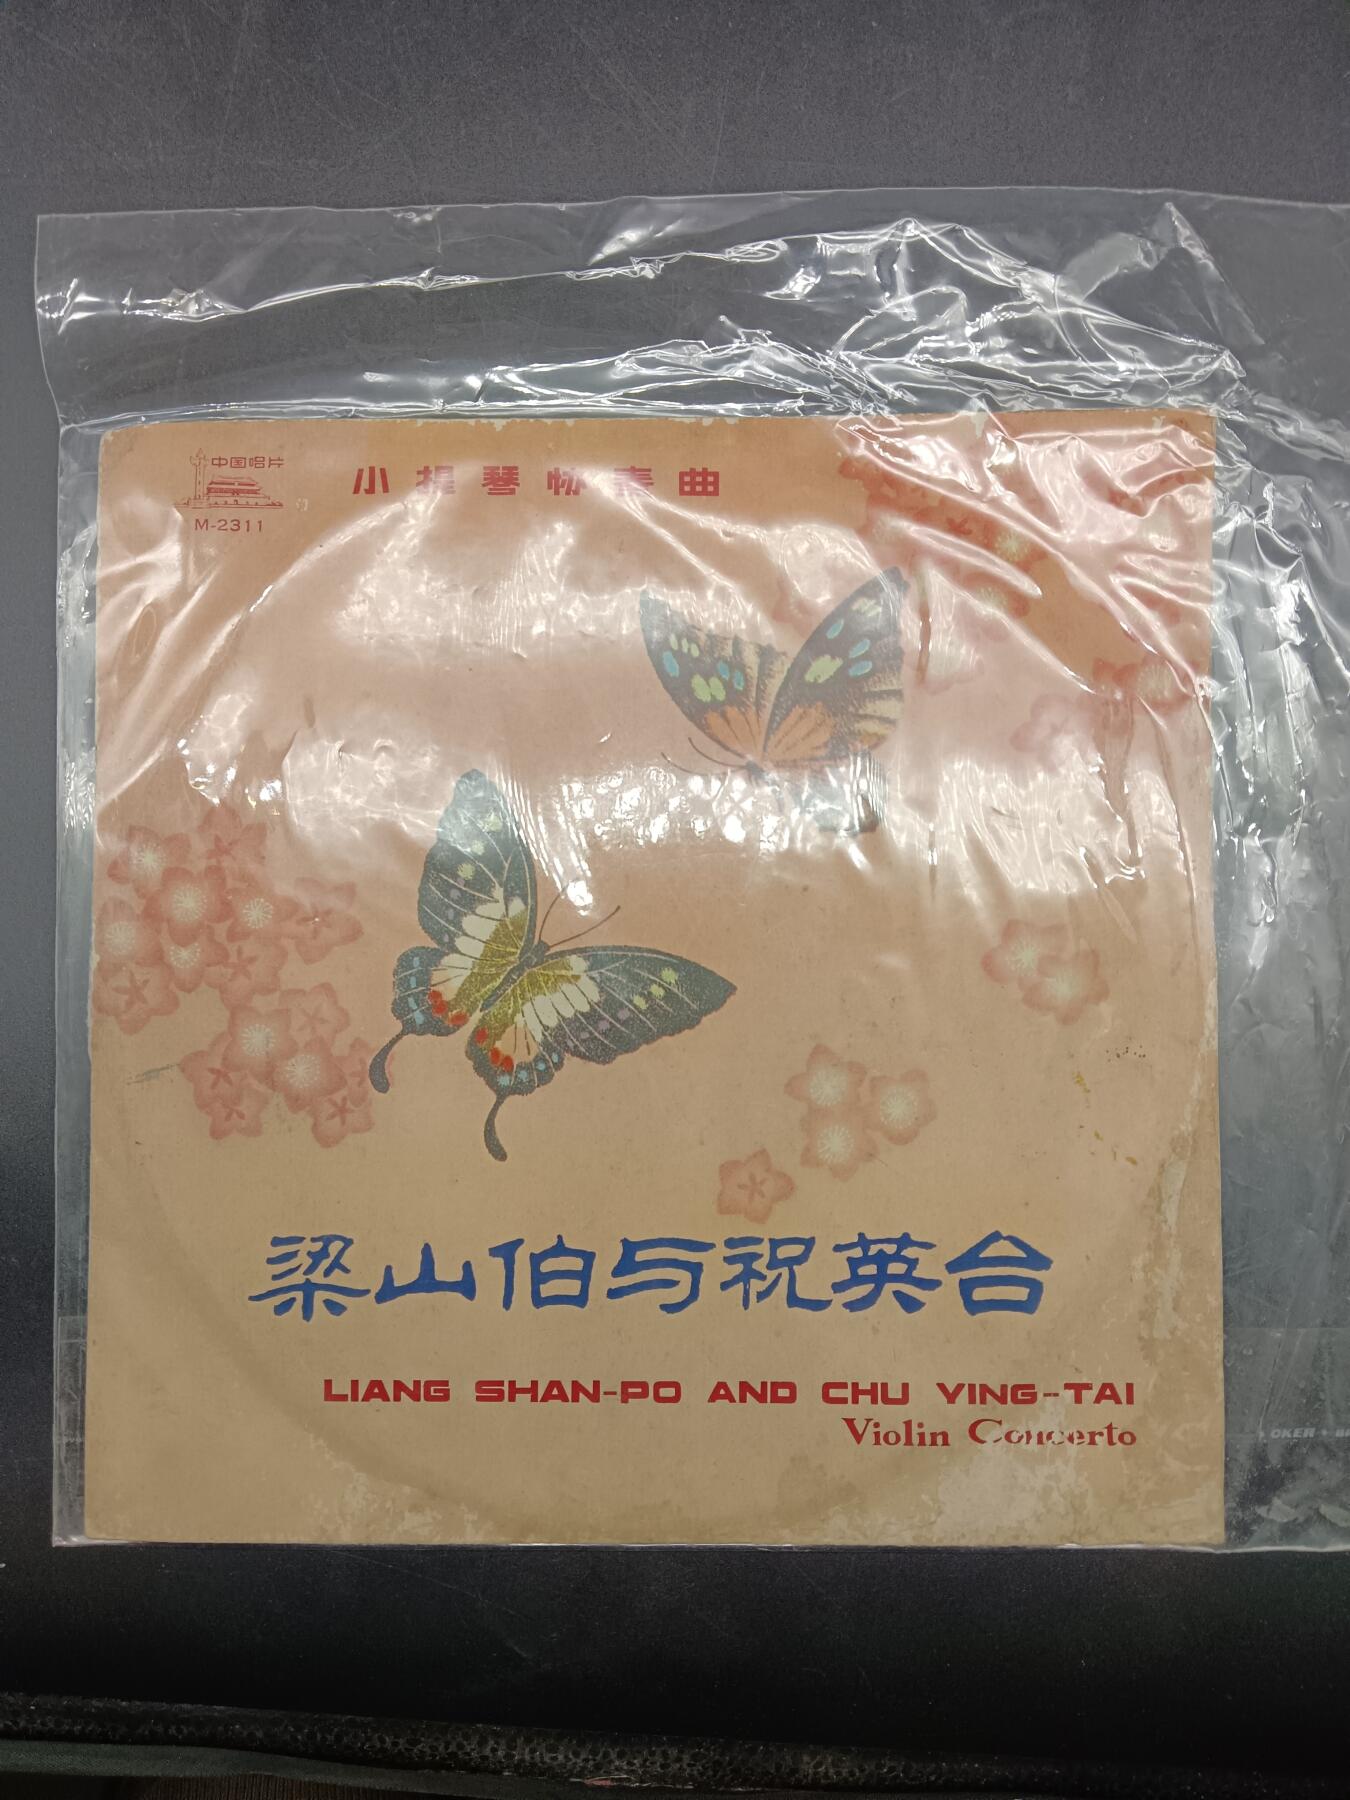 中国唱片
M-2311
小提琴协奏曲
梁山伯与祝英台
LIANG SHAN-PO AND CHU YING-TAI
Violin Concerto